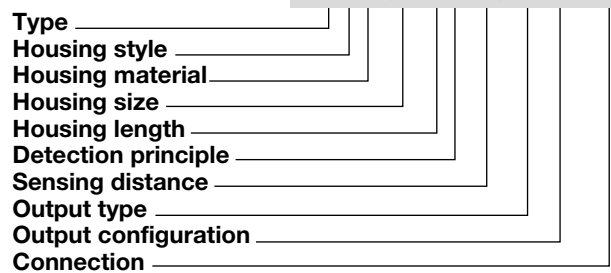 Type
Housing style
Housing material
Housing size
Housing length
Detection principle
Sensing distance
Output type
Output configuration
Connection